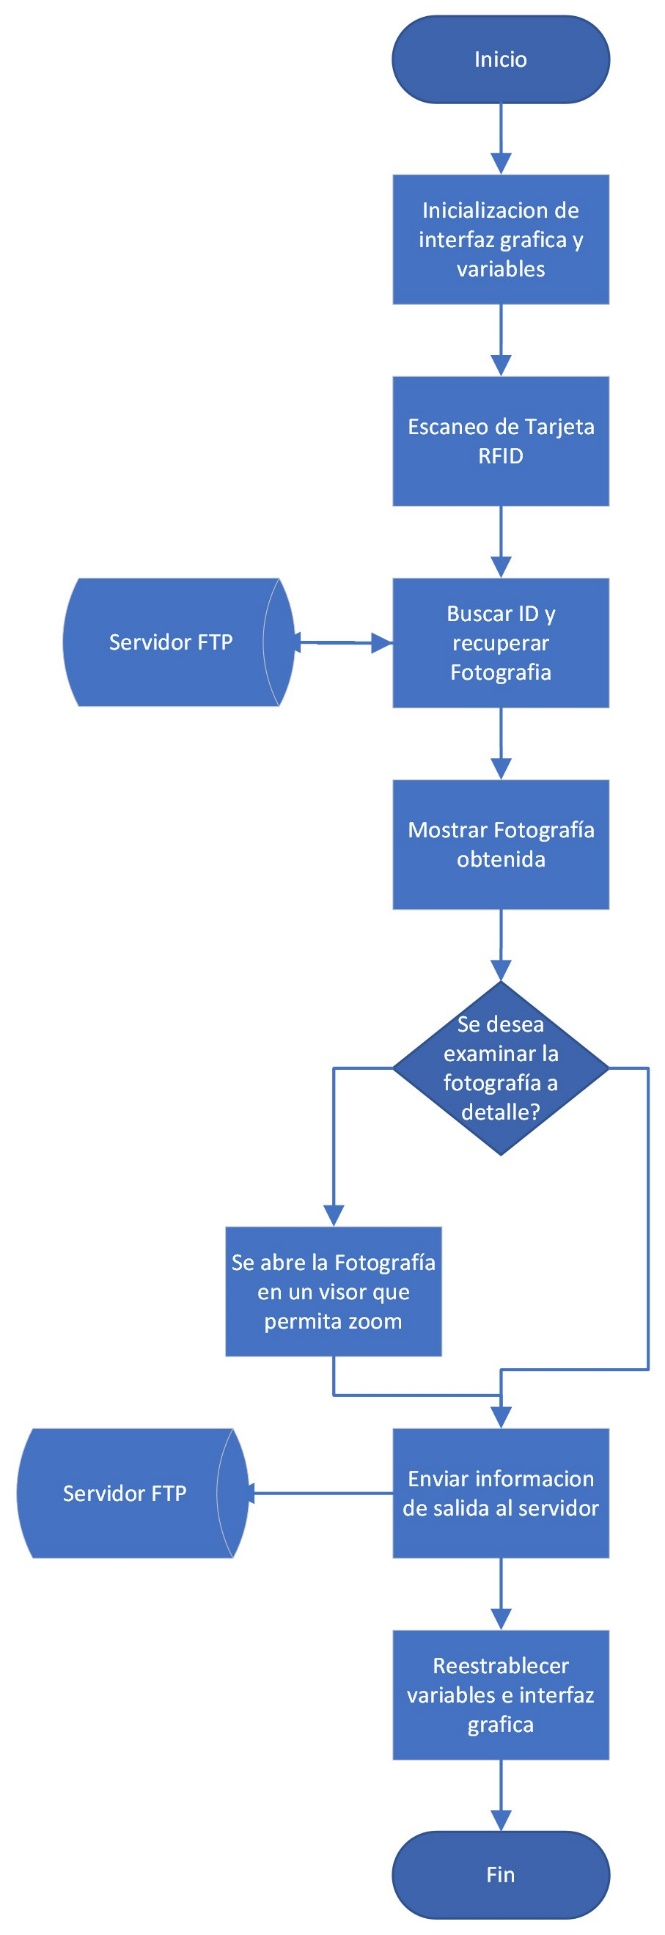 Inicio
Inicializacion de
interfaz grafica y
variables
Escaneo de Tarjeta
RFID
Servidor FTP
Buscar ID y
recuperar
Fotografia
Mostrar Fotografía
obtenida
Se desea
examinar la
fotografía a
detalle?
Se abre la Fotografía
en un visor que
permita zoom
Servidor FTP
Enviar informacion
de salida al servidor
Reestrablecer
variables e interfaz
grafica
Fin